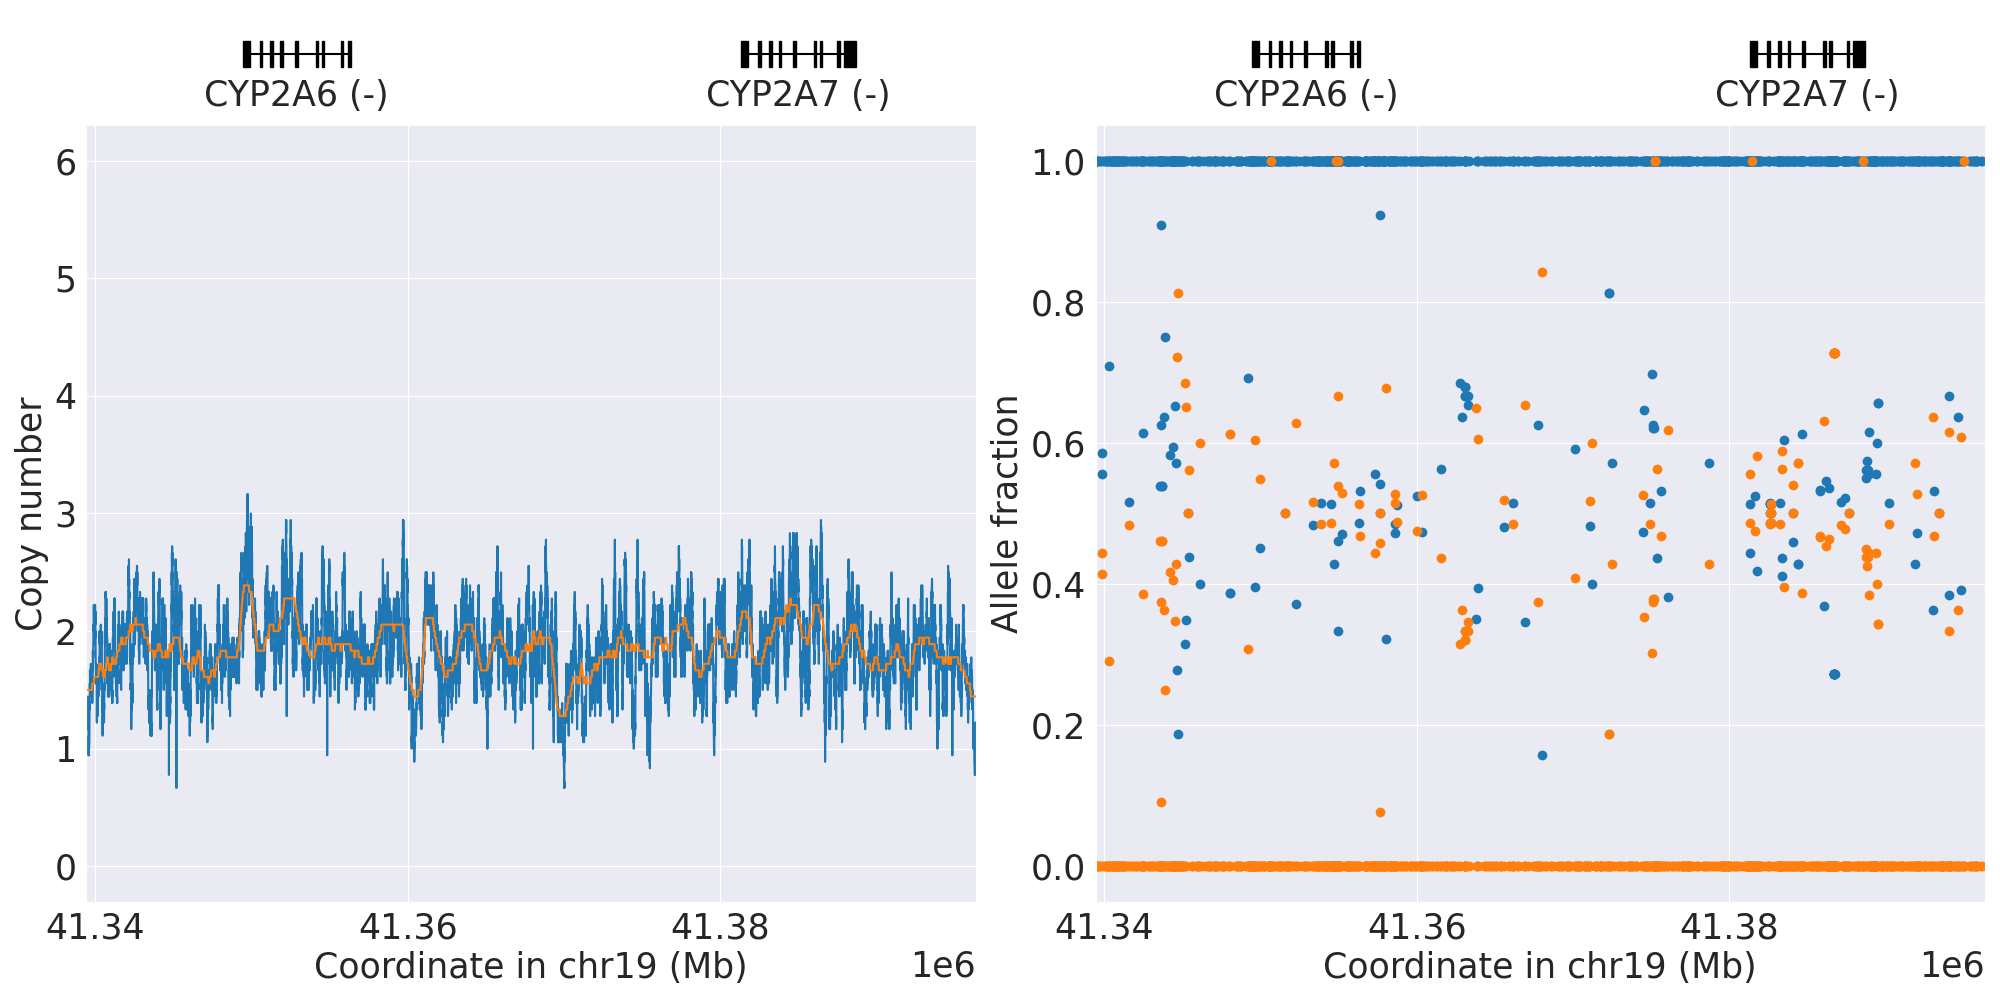 CYP2A6 (-)
CYP2A7 (-)
Copy number
6
5
4
3
2
1
0
41.34
41.36
41.38
Coordinate in chr19 (Mb)
1e6
CYP2A6 (-)
CYP2A7 (-)
Allele fraction
1.0
0.8
0.6
0.4
0.2
0.0
41.34
41.36
41.38
Coordinate in chr19 (Mb)
1e6